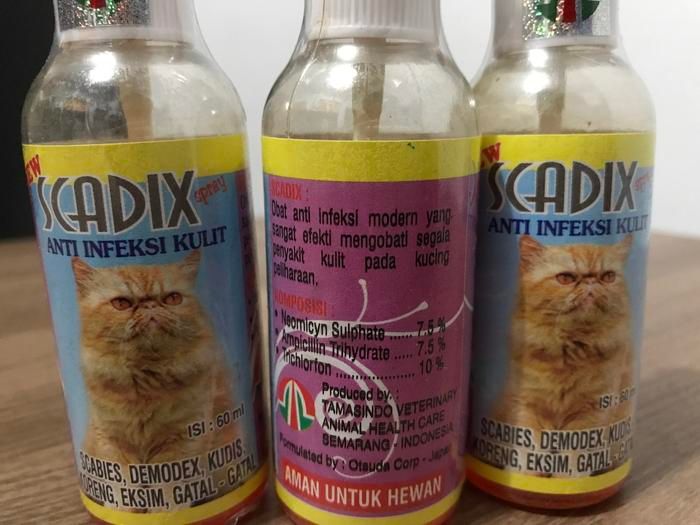 NEW
SCADIX
spray
ANTI INFEKSI KULIT
ISI : 60 ml
SCABIES, DEMODEX, KUDIS.
KORENG, EKSIM, GATAL - GATAL
SCADIX :
Obat anti infeksi modern yang
sangat efekti mengobati segala
penyakit kulit pada kucing
peliharaan.
KOMPOSISI :
• Neomicyn Sulphate ...... 7.5 %
• Ampicillin Trihydrate ..... 7.5 %
• Trichlorfon .................... 10 %
Produced by. :
TAMASINDO VETERINARY
ANIMAL HEALTH CARE
SEMARANG - INDONESIA
Formulated by : Otsuda Corp - Japan
AMAN UNTUK HEWAN
SCADIX
spray
ANTI INFEKSI KULIT
ISI : 60 ml
SCABIES, DEMODEX, KUDIS.
KORENG, EKSIM, GATAL - GATAL